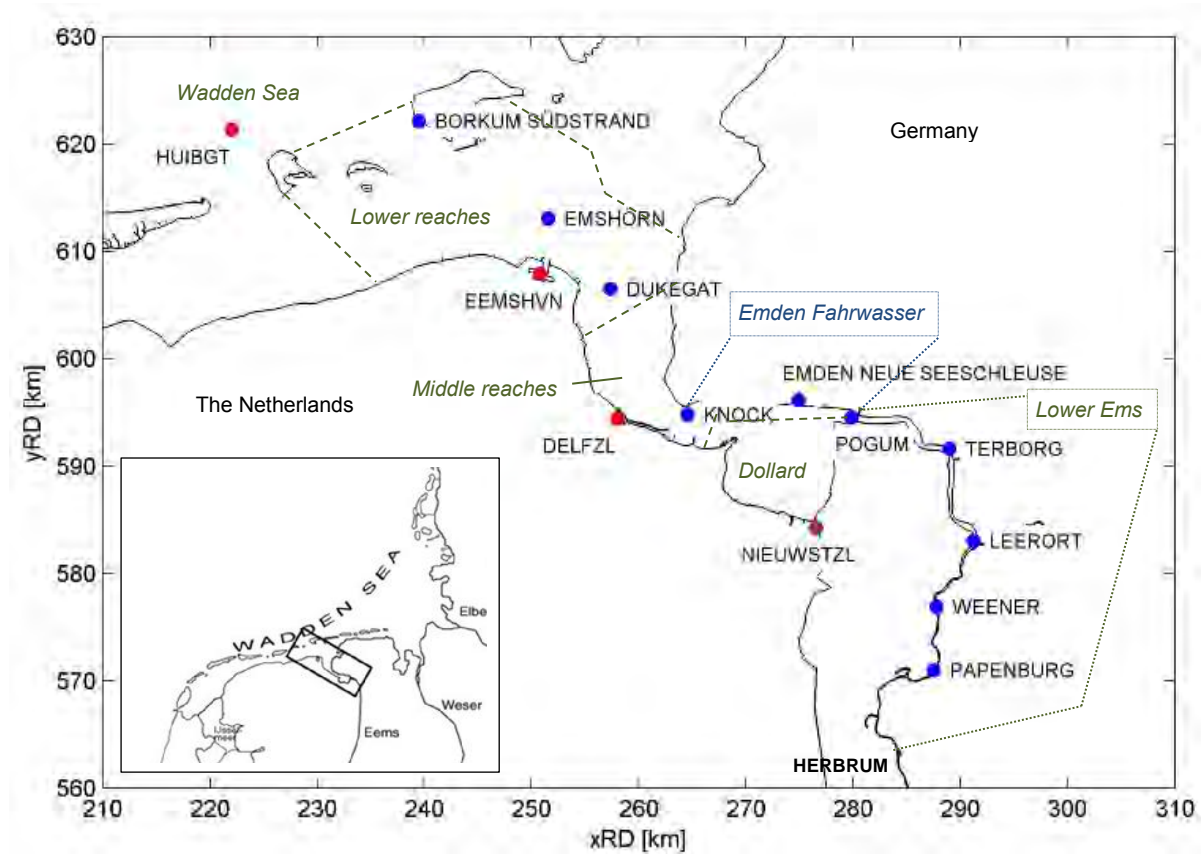 630
620
610
600
590
580
570
560
yRD [km]
210
220
230
240
250
260
270
280
290
300
310
xRD [km]
Wadden Sea
HUIBGT
BORKUM SÜDSTRAND
Germany
Lower reaches
EMSHÖRN
EEMSHVN
DUKEGAT
Emden Fahrwasser
Middle reaches
The Netherlands
EMDEN NEUE SEESCHLEUSE
Lower Ems
KNOCK
DELFZL
POGUM
TERBORG
Dollard
NIEUWSTZL
LEERORT
WEENER
PAPENBURG
HERBRUM
WADDEN SEA
Elbe
Weser
Eems
IJssel
meer